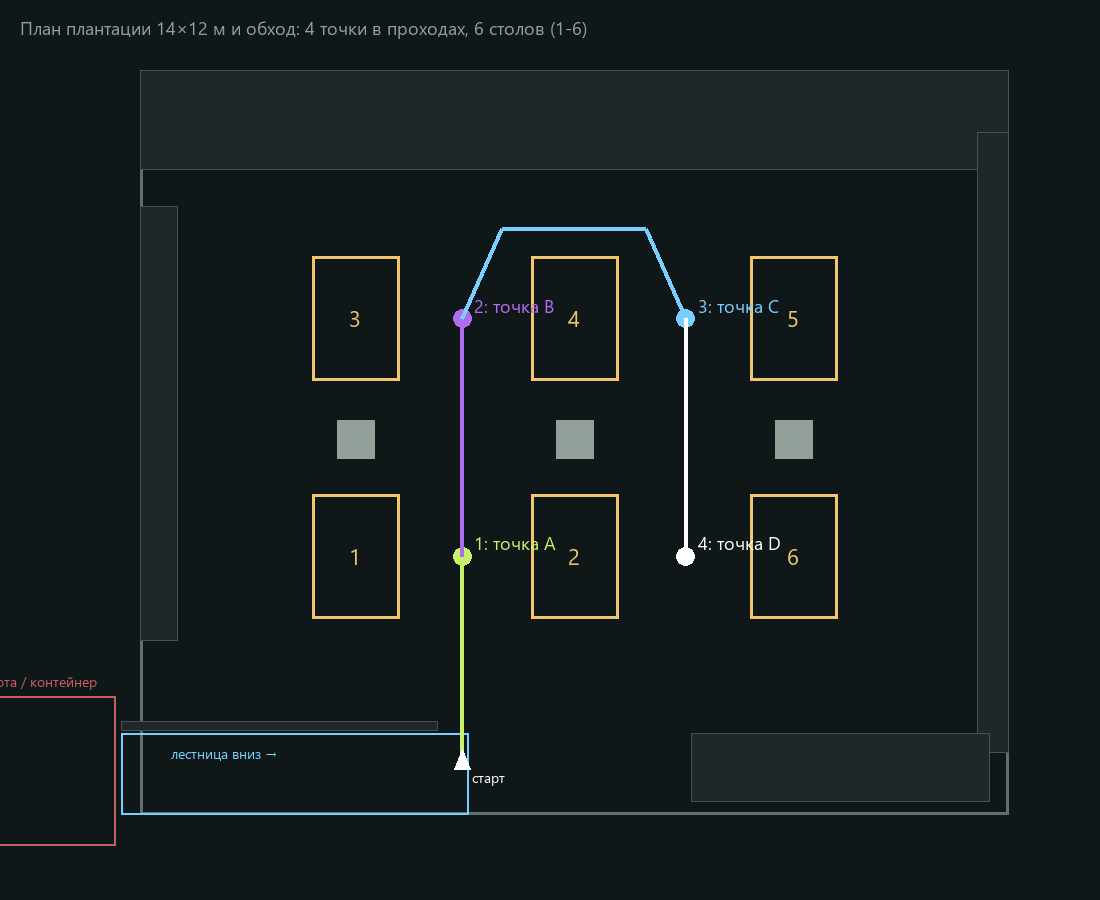 План плантации 14×12 м и обход: 4 точки в проходах, 6 столов (1-6)
3
2: точка B
4
3: точка C
5
1
1: точка A
2
4: точка D
6
/ контейнер
лестница вниз →
старт